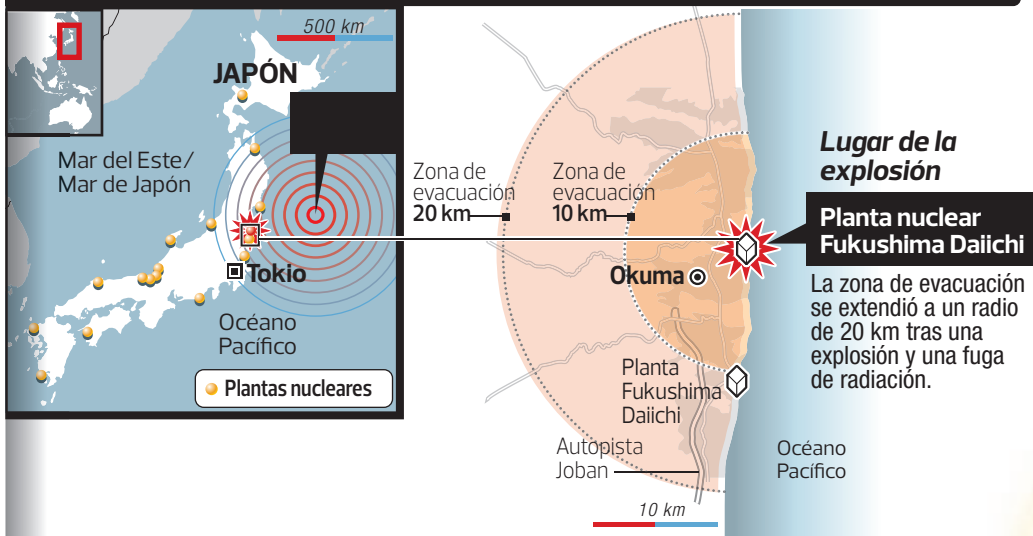 500 km
JAPÓN
Mar del Este/
Mar de Japón
Tokio
Océano
Pacífico
Plantas nucleares
Zona de
evacuación
20 km
Zona de
evacuación
10 km
Okuma
Planta
Fukushima
Daiichi
Autopista
Joban
10 km
Lugar de la
explosión
Planta nuclear
Fukushima Daiichi
La zona de evacuación
se extendió a un radio
de 20 km tras una
explosión y una fuga
de radiación.
Océano
Pacífico